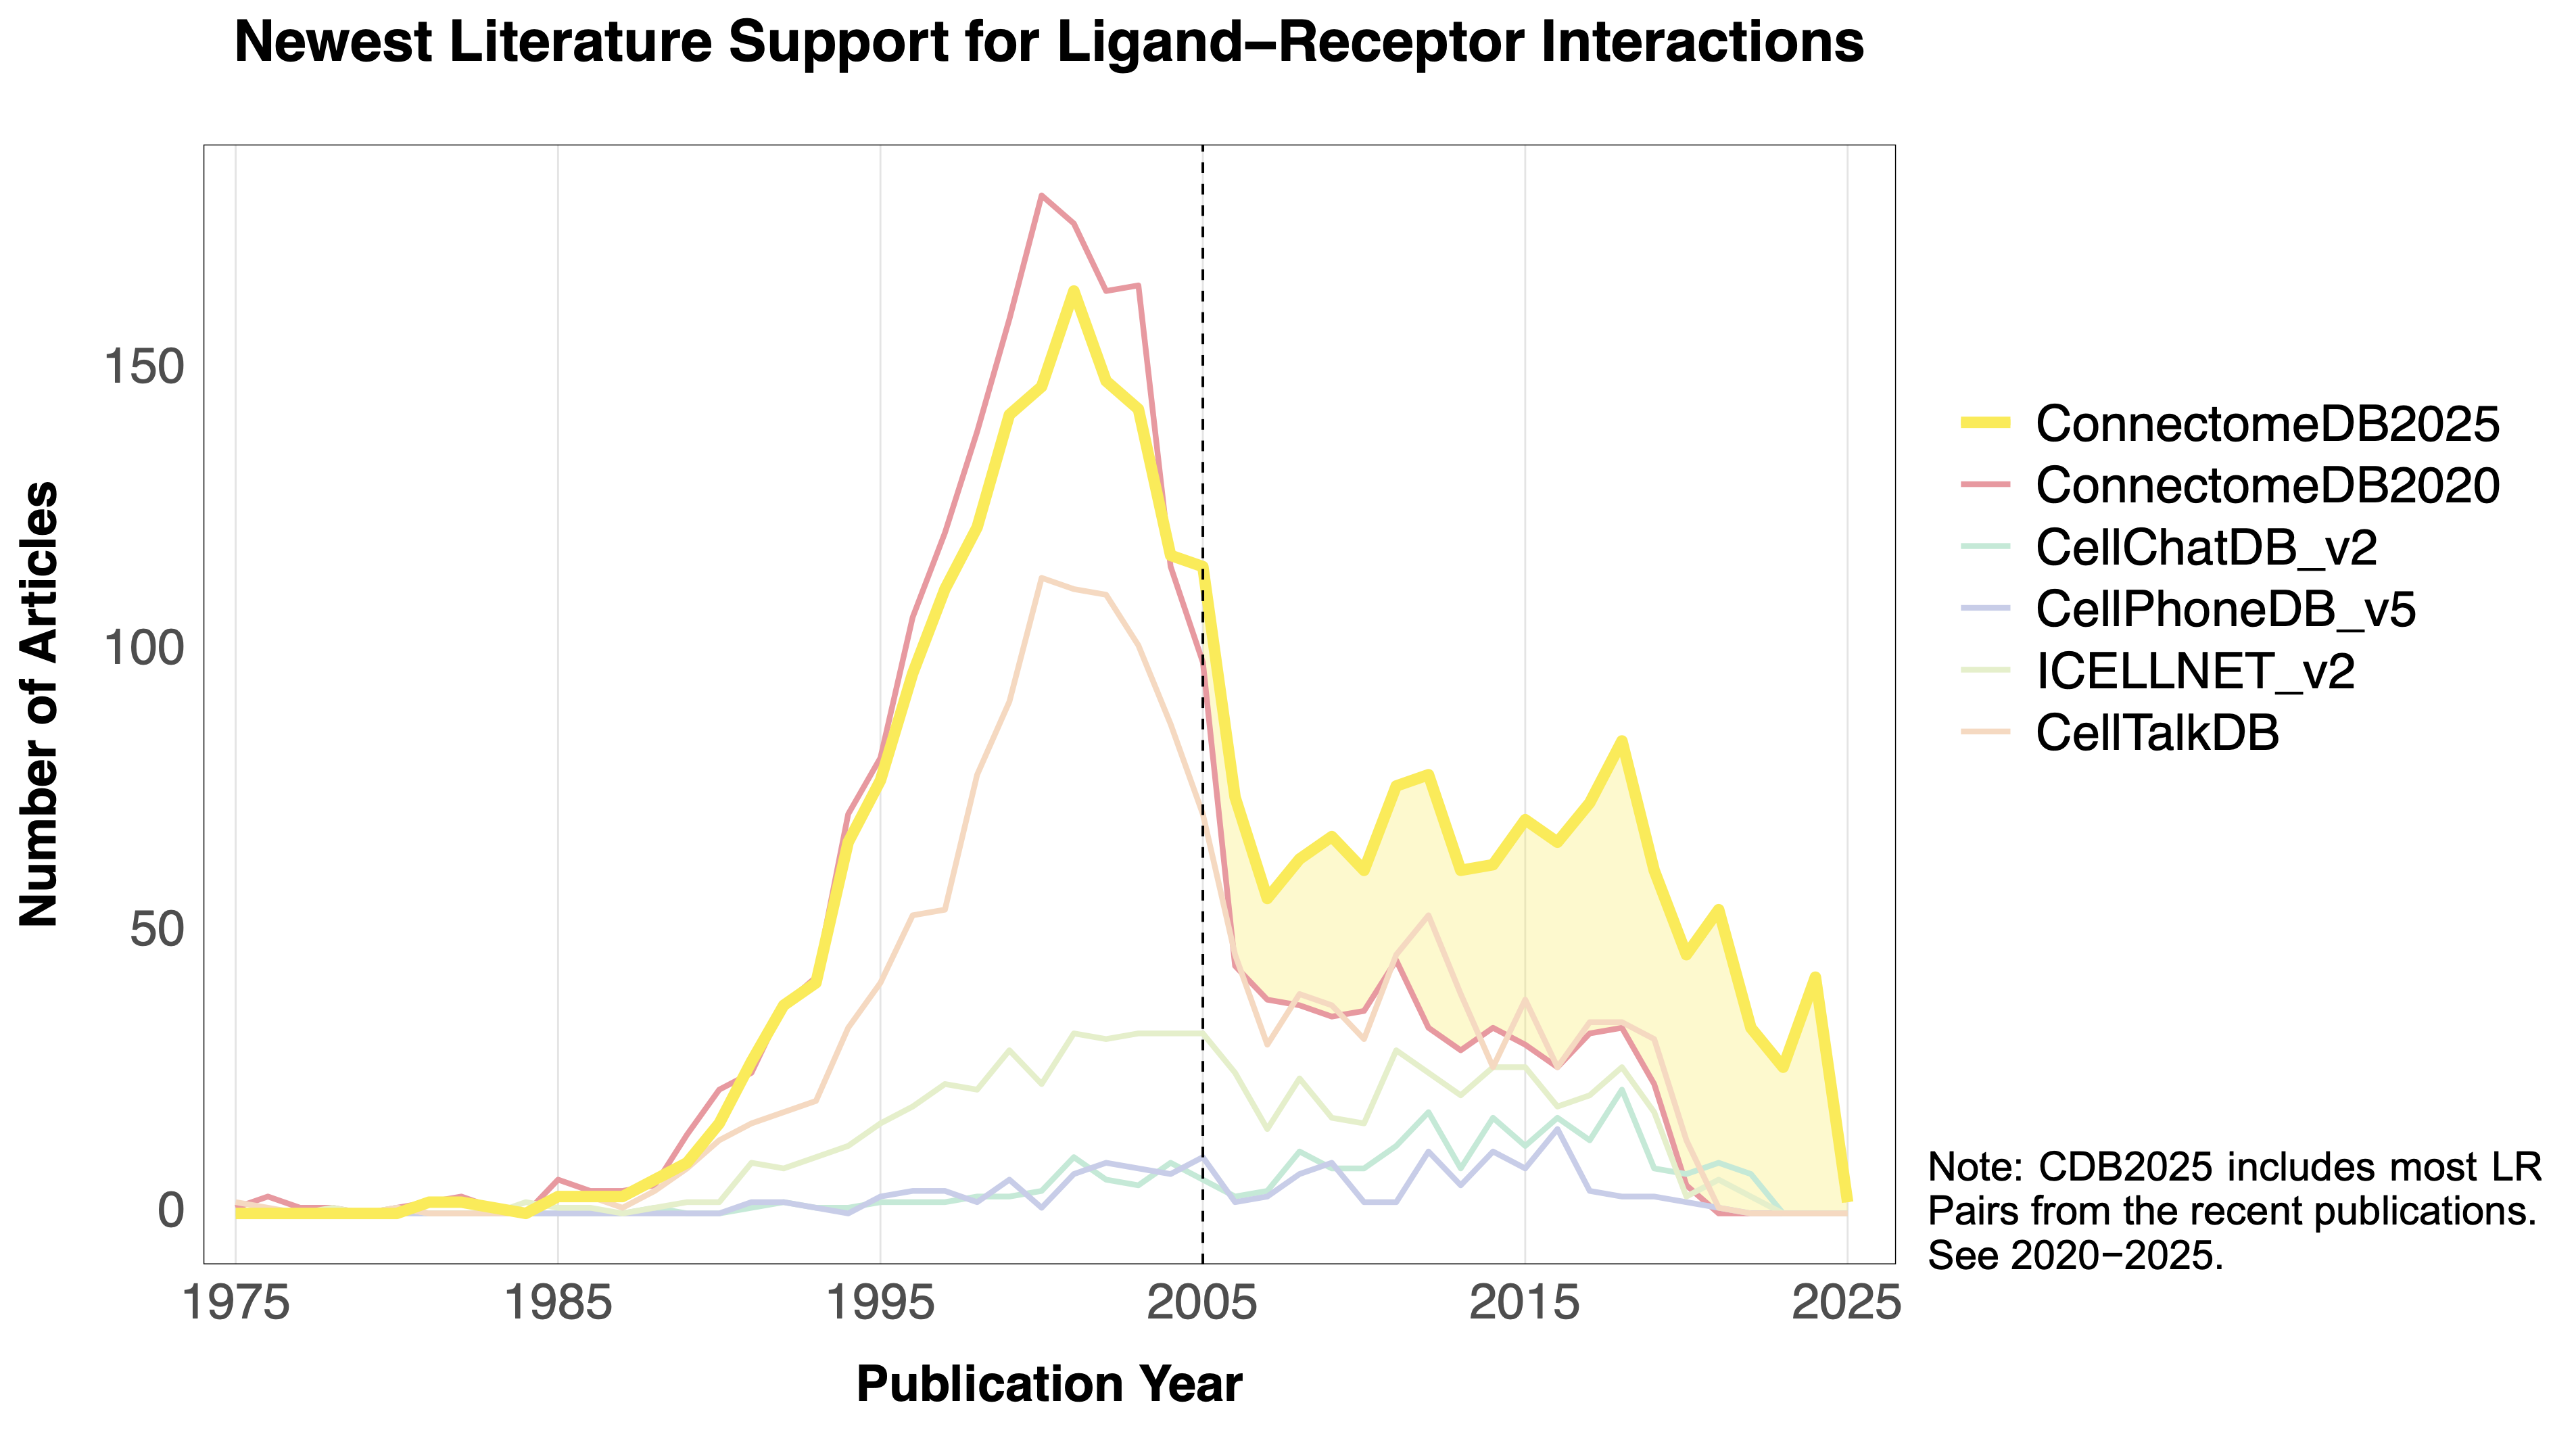 Newest Literature Support for Ligand−Receptor Interactions
Number of Articles
150
100
50
0
1975 1985 1995 2005 2015 2025
Publication Year
ConnectomeDB2025
ConnectomeDB2020
CellChatDB_v2
CellPhoneDB_v5
ICELLNET_v2
CellTalkDB
Note: CDB2025 includes most LR
Pairs from the recent publications.
See 2020−2025.